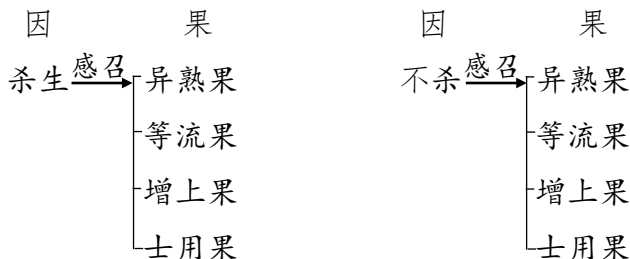 因 果 因 果
杀生 感召 异熟果 不杀 感召 异熟果
等流果 等流果
增上果 增上果
士用果 士用果